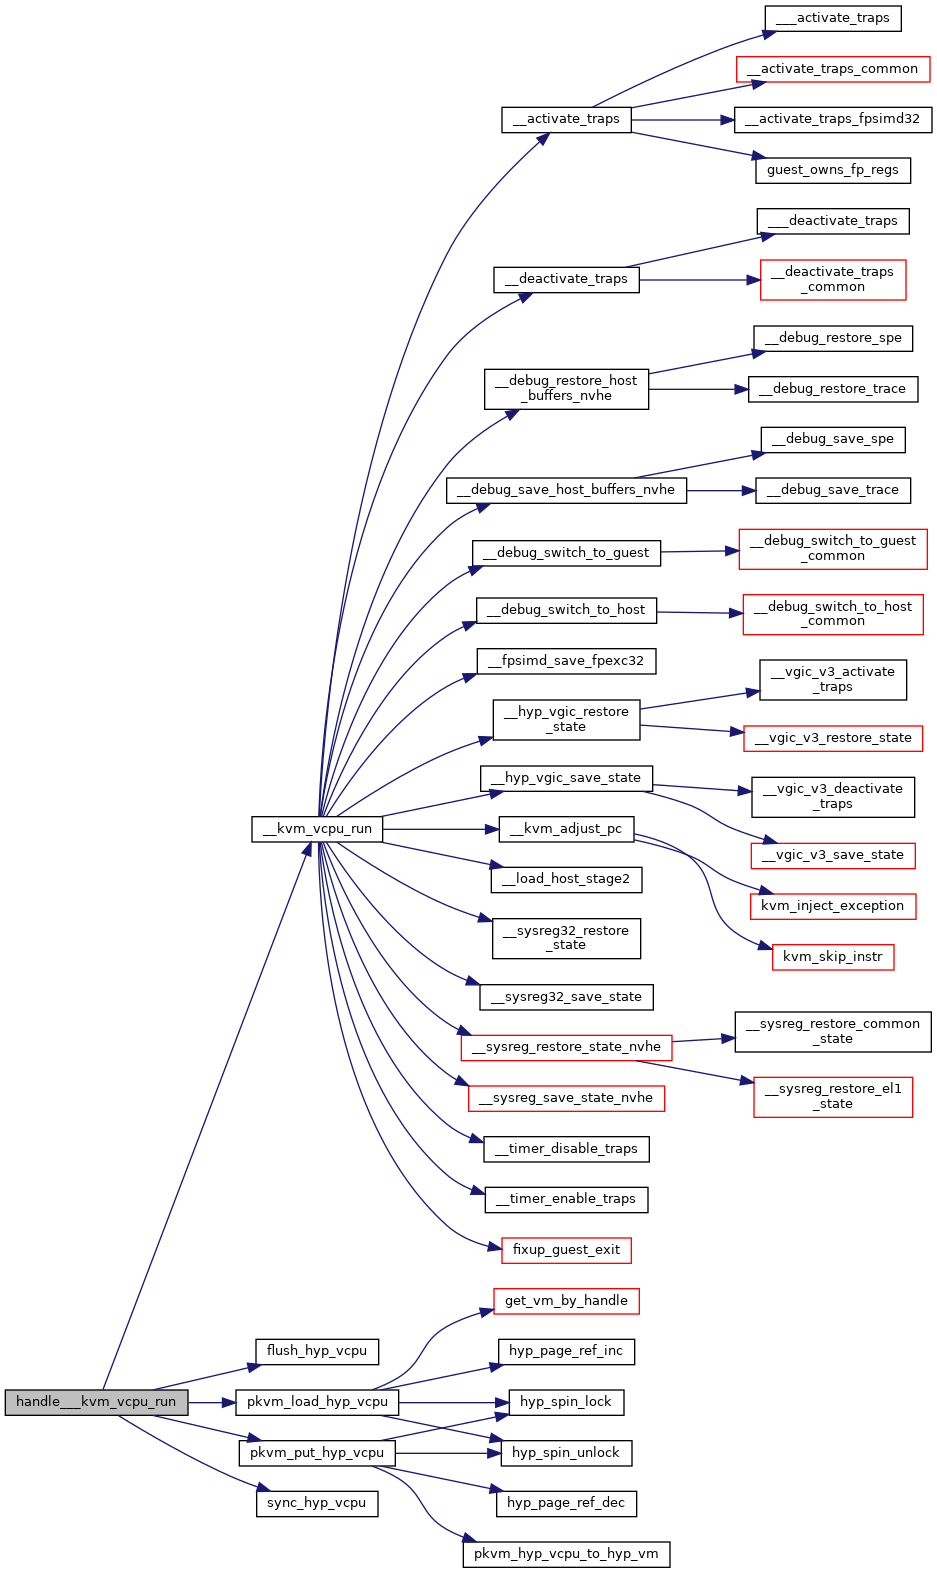 ___activate_traps
__activate_traps_common
__activate_traps
__activate_traps_fpsimd32
guest_owns_fp_regs
___deactivate_traps
__deactivate_traps
__deactivate_traps
_common
__debug_restore_spe
__debug_restore_host
_buffers_nvhe
__debug_restore_trace
__debug_save_spe
__debug_save_host_buffers_nvhe
__debug_save_trace
__debug_switch_to_guest
__debug_switch_to_guest
_common
__debug_switch_to_host
__debug_switch_to_host
_common
__fpsimd_save_fpexc32
__vgic_v3_activate
_traps
__hyp_vgic_restore
_state
__vgic_v3_restore_state
__hyp_vgic_save_state
__vgic_v3_deactivate
_traps
__kvm_vcpu_run
__kvm_adjust_pc
__vgic_v3_save_state
__load_host_stage2
kvm_inject_exception
__sysreg32_restore
_state
kvm_skip_instr
__sysreg32_save_state
__sysreg_restore_common
_state
__sysreg_restore_state_nvhe
__sysreg_restore_el1
_state
__sysreg_save_state_nvhe
__timer_disable_traps
__timer_enable_traps
fixup_guest_exit
get_vm_by_handle
flush_hyp_vcpu
hyp_page_ref_inc
handle___kvm_vcpu_run
pkvm_load_hyp_vcpu
hyp_spin_lock
pkvm_put_hyp_vcpu
hyp_spin_unlock
sync_hyp_vcpu
hyp_page_ref_dec
pkvm_hyp_vcpu_to_hyp_vm